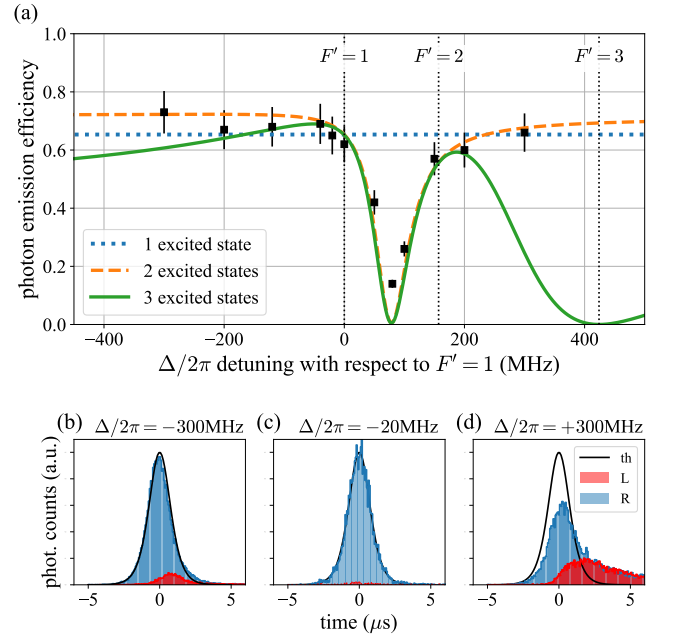 (a)
F′ = 1 F′ = 2 F′ = 3
photon emission efficiency
1.0
0.8
0.6
0.4
0.2
0.0
1 excited state
2 excited states
3 excited states
−400 −200 0 200 400
Δ/2π detuning with respect to F′ = 1 (MHz)
(b) Δ/2π = −300MHz
(c) Δ/2π = −20MHz
(d) Δ/2π = +300MHz
phot. counts (a.u.)
th
L
R
−5 0 5
−5 0 5
−5 0 5
time (μs)